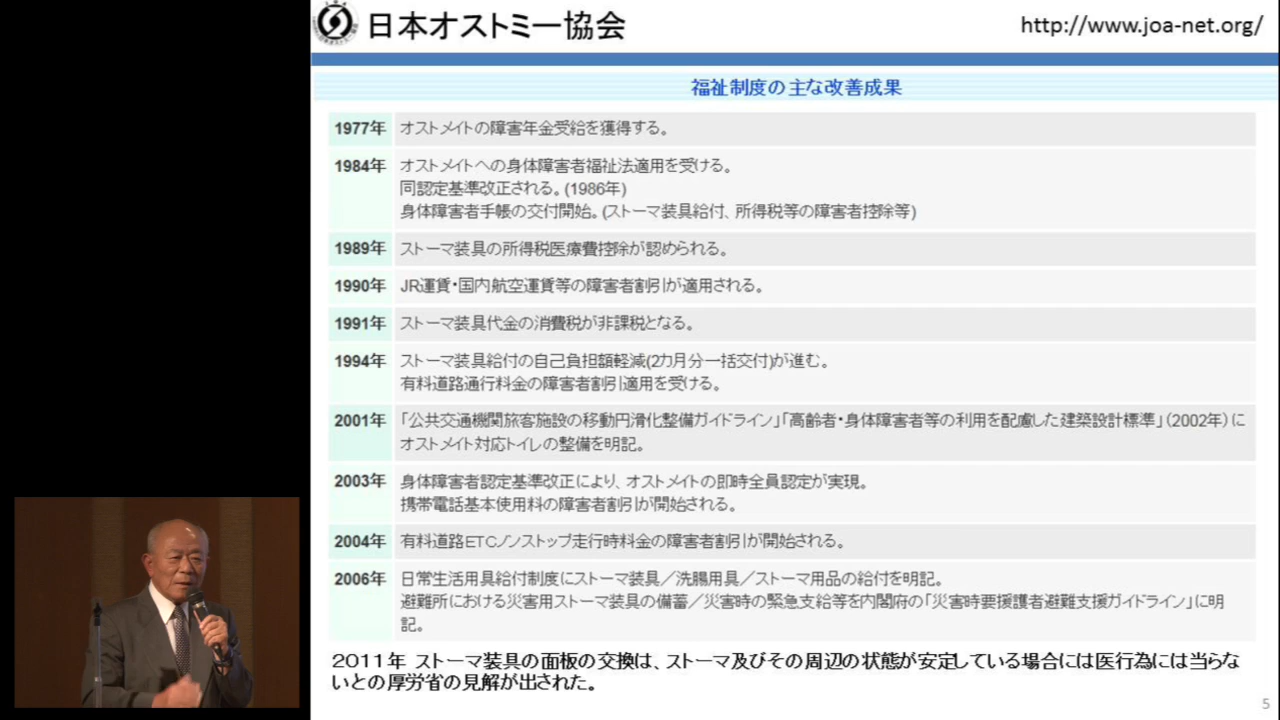 日本オストミー協会
http://www.joa-net.org/
福祉制度の主な改善成果
1977年 オストメイトの障害年金受給を獲得する。
1984年 オストメイトへの身体障害者福祉法適用を受ける。
同認定基準改正される。(1986年)
身体障害者手帳の交付開始。(ストーマ装具給付、所得税等の障害者控除等)
1989年 ストーマ装具の所得税医療費控除が認められる。
1990年 JR運賃・国内航空運賃等の障害者割引が適用される。
1991年 ストーマ装具代金の消費税が非課税となる。
1994年 ストーマ装具給付の自己負担額軽減(2カ月分一括交付)が進む。
有料道路通行料金の障害者割引適用を受ける。
2001年 「公共交通機関旅客施設の移動円滑化整備ガイドライン」「高齢者・身体障害者等の利用を配慮した建築設計標準」(2002年)に
オストメイト対応トイレの整備を明記。
2003年 身体障害者認定基準改正により、オストメイトの即時全員認定が実現。
携帯電話基本使用料の障害者割引が開始される。
2004年 有料道路ETCノンストップ走行時料金の障害者割引が開始される。
2006年 日常生活用具給付制度にストーマ装具／洗腸用具／ストーマ用品の給付を明記。
避難所における災害用ストーマ装具の備蓄／災害時の緊急支給等を内閣府の「災害時要援護者避難支援ガイドライン」に明
記。
２０１１年 ストーマ装具の面板の交換は、ストーマ及びその周辺の状態が安定している場合には医行為には当らな
いとの厚労省の見解が出された。
5